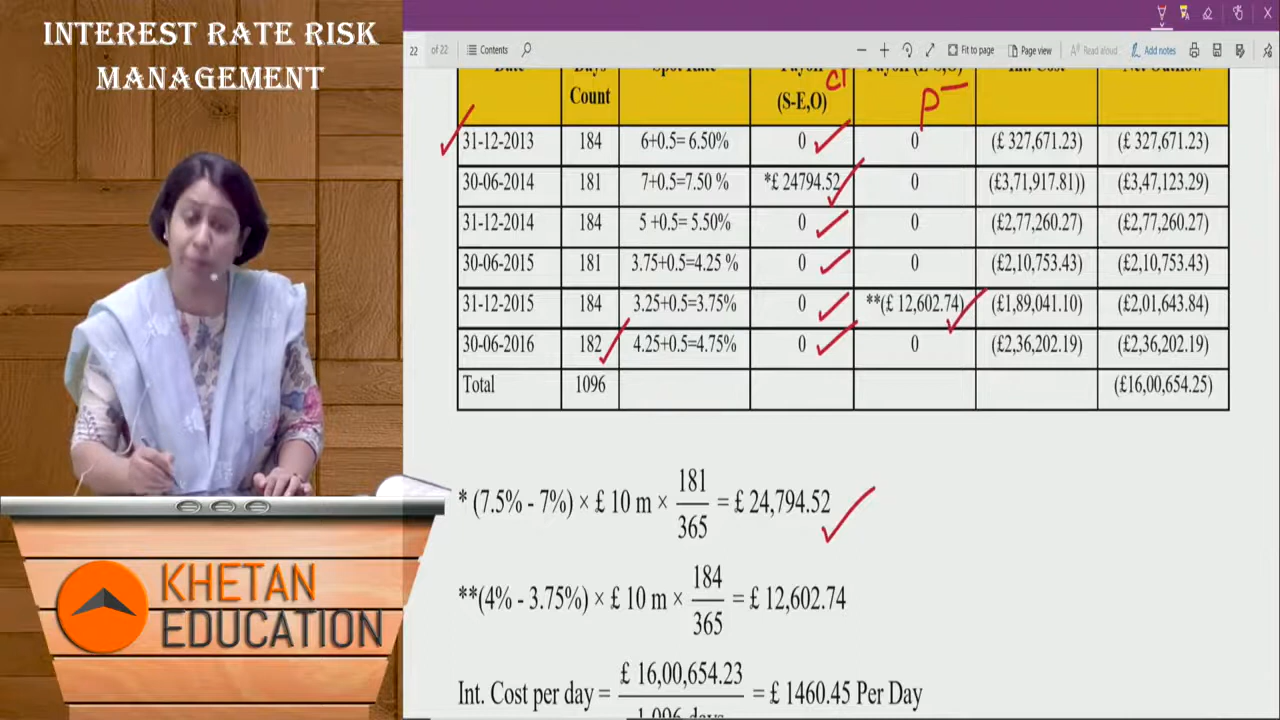 INTEREST RATE RISK
MANAGEMENT
22 of 22 Contents Fit to page Page view Read aloud Add notes
Date Days Spot Rate Payoff Int. Cost Net Outflow
Count (S-E,O)
C+
P-
31-12-2013 184 6+0.5= 6.50% 0 0 (£ 327,671.23) (£ 327,671.23)
30-06-2014 181 7+0.5=7.50 % *£ 24794.52 0 (£3,71,917.81)) (£3,47,123.29)
31-12-2014 184 5 +0.5= 5.50% 0 0 (£2,77,260.27) (£2,77,260.27)
30-06-2015 181 3.75+0.5=4.25 % 0 0 (£2,10,753.43) (£2,10,753.43)
31-12-2015 184 3.25+0.5=3.75% 0 **(£ 12,602.74) (£1,89,041.10) (£2,01,643.84)
30-06-2016 182 4.25+0.5=4.75% 0 0 (£2,36,202.19) (£2,36,202.19)
Total 1096 (£16,00,654.25)
* (7.5% - 7%) × £ 10 m × 181/365 = £ 24,794.52
**(4% - 3.75%) × £ 10 m × 184/365 = £ 12,602.74
Int. Cost per day = £ 16,00,654.23/1,096 days = £ 1460.45 Per Day
KHETAN
EDUCATION